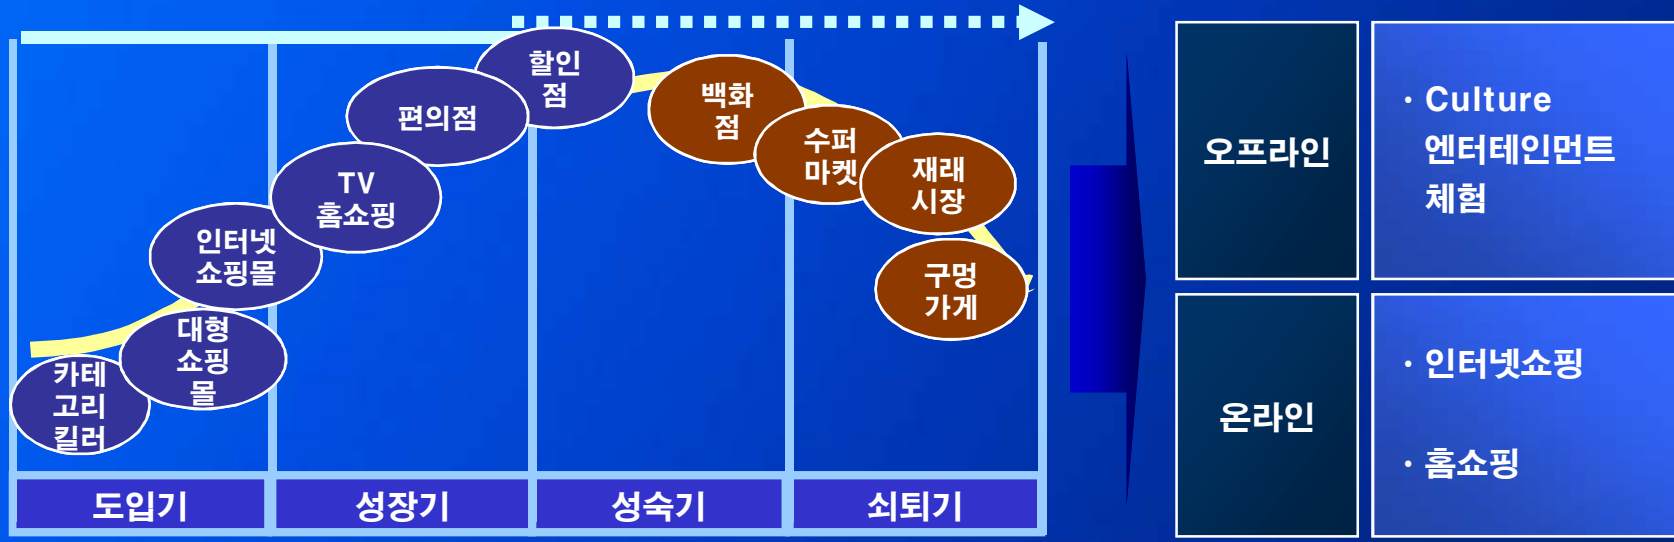 할인
점
편의점
백화
점
수퍼
마켓
재래
시장
TV
홈쇼핑
인터넷
쇼핑몰
구멍
가게
대형
쇼핑
몰
카테
고리
킬러
도입기
성장기
성숙기
쇠퇴기
오프라인
· Culture
엔터테인먼트
체험
온라인
· 인터넷쇼핑
· 홈쇼핑